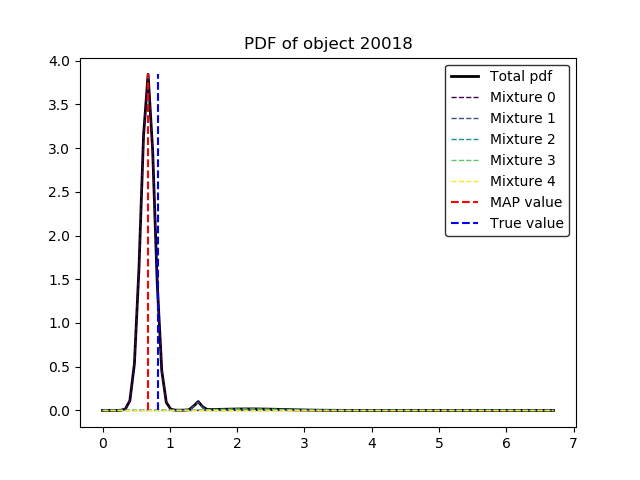 PDF of object 20018
4.0
3.5
3.0
2.5
2.0
1.5
1.0
0.5
0.0
0 1 2 3 4 5 6 7
Total pdf
Mixture 0
Mixture 1
Mixture 2
Mixture 3
Mixture 4
MAP value
True value